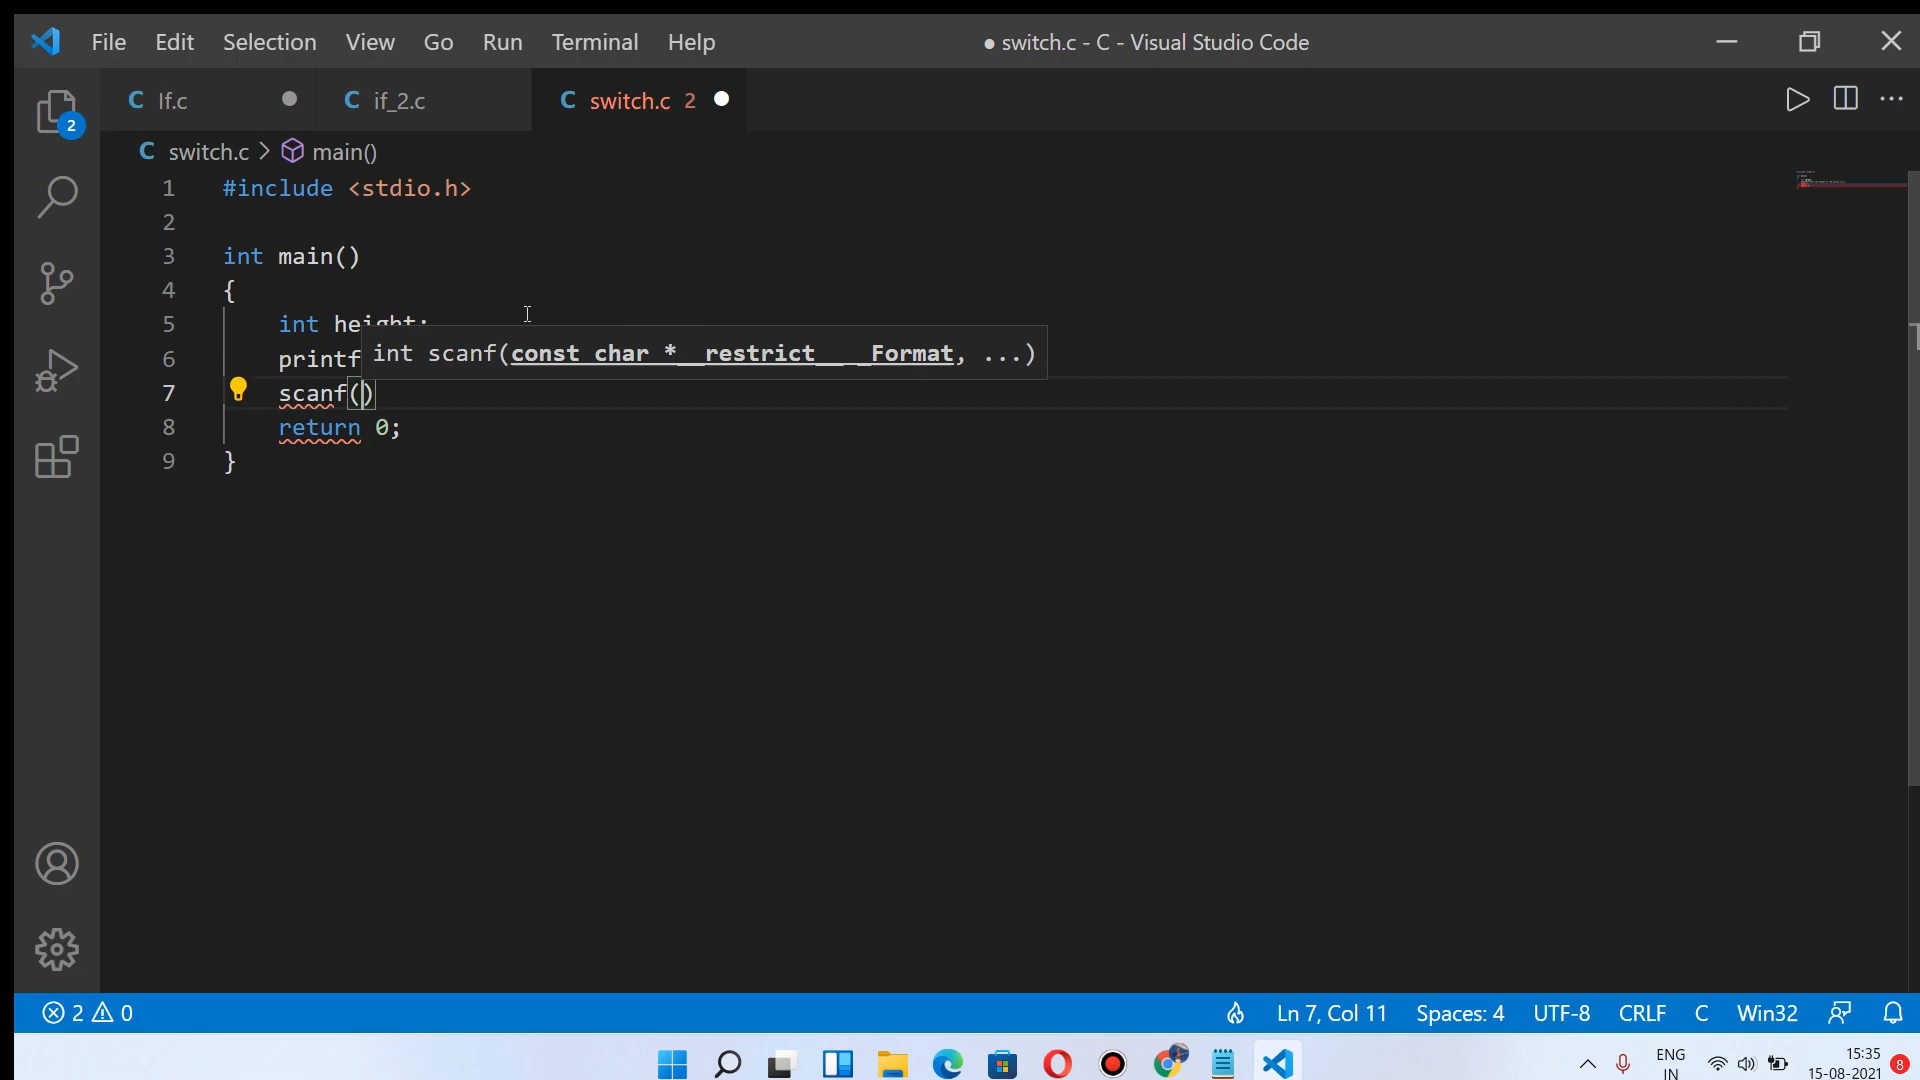 File Edit Selection View Go Run Terminal Help ● switch.c - C - Visual Studio Code
C If.c C if_2.c C switch.c 2
C switch.c > main()
1 #include <stdio.h>
2
3 int main()
4 {
5 int height;
6 printf
int scanf(const char *__restrict___Format, ...)
7 scanf()
8 return 0;
9 }
2
2 0 Ln 7, Col 11 Spaces: 4 UTF-8 CRLF C Win32
ENG 15:35
IN 15-08-2021 8